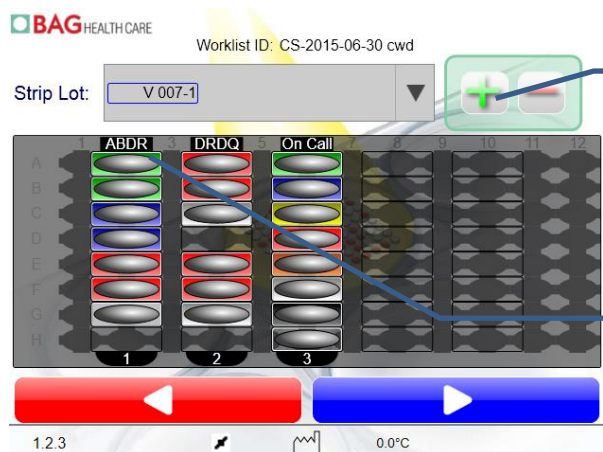 BAG HEALTH CARE
Worklist ID: CS-2015-06-30 cwd
Strip Lot: V 007-1
1 ABDR 3 DRDQ 5 On Call 7 8 9 10 11 12
A
B
C
D
E
F
G
H
1 2 3
1.2.3 0.0°C